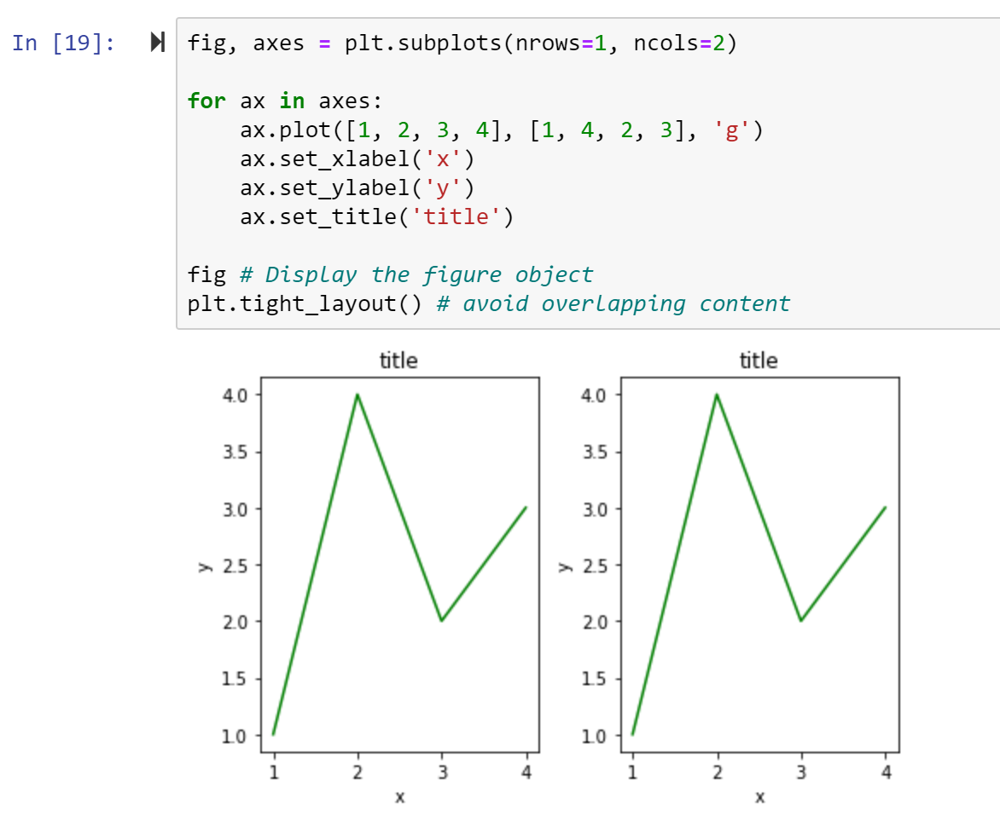 In [19]:
fig, axes = plt.subplots(nrows=1, ncols=2)
for ax in axes:
    ax.plot([1, 2, 3, 4], [1, 4, 2, 3], 'g')
    ax.set_xlabel('x')
    ax.set_ylabel('y')
    ax.set_title('title')
fig # Display the figure object
plt.tight_layout() # avoid overlapping content
title
4.0
3.5
3.0
2.5
2.0
1.5
1.0
y
1 2 3 4
x
title
4.0
3.5
3.0
2.5
2.0
1.5
1.0
y
1 2 3 4
x